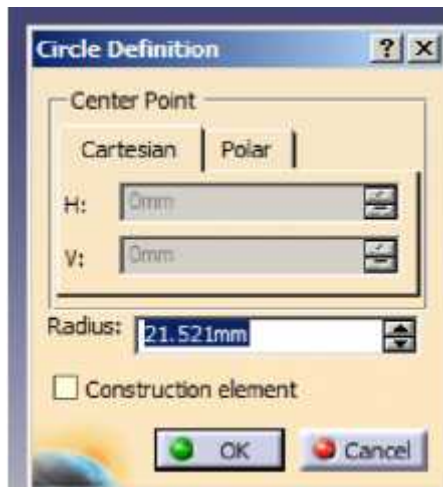 Circle Definition ? X
Center Point
Cartesian Polar
H: 0mm
V: 0mm
Radius: 21.521mm
Construction element
OK Cancel